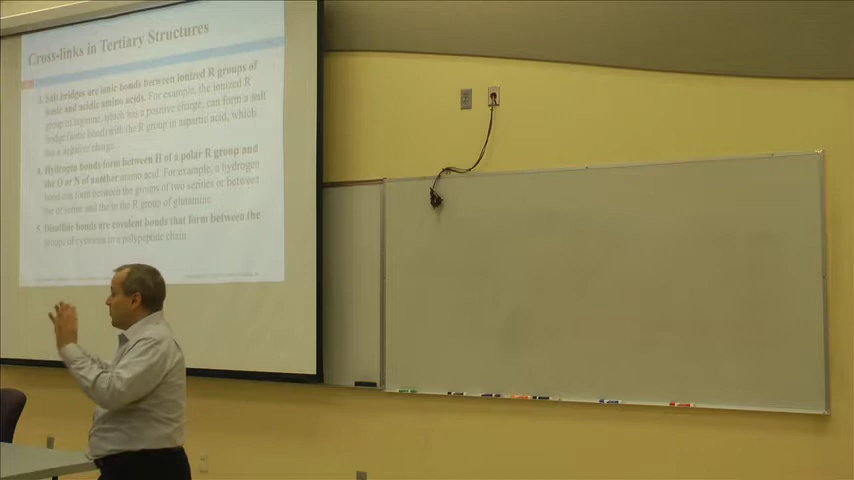 Cross-links in Tertiary Structures
3. Salt bridges are ionic bonds between ionized R groups of
basic and acidic amino acids. For example, the ionized R
group of arginine, which has a positive charge, can form a salt
bridge (ionic bond) with the R group in aspartic acid, which
has a negative charge.
4. Hydrogen bonds form between H of a polar R group and
the O or N of another amino acid. For example, a hydrogen
bond can form between the groups of two serines or between
the of serine and the in the R group of glutamine.
5. Disulfide bonds are covalent bonds that form between the
groups of cysteines in a polypeptide chain.